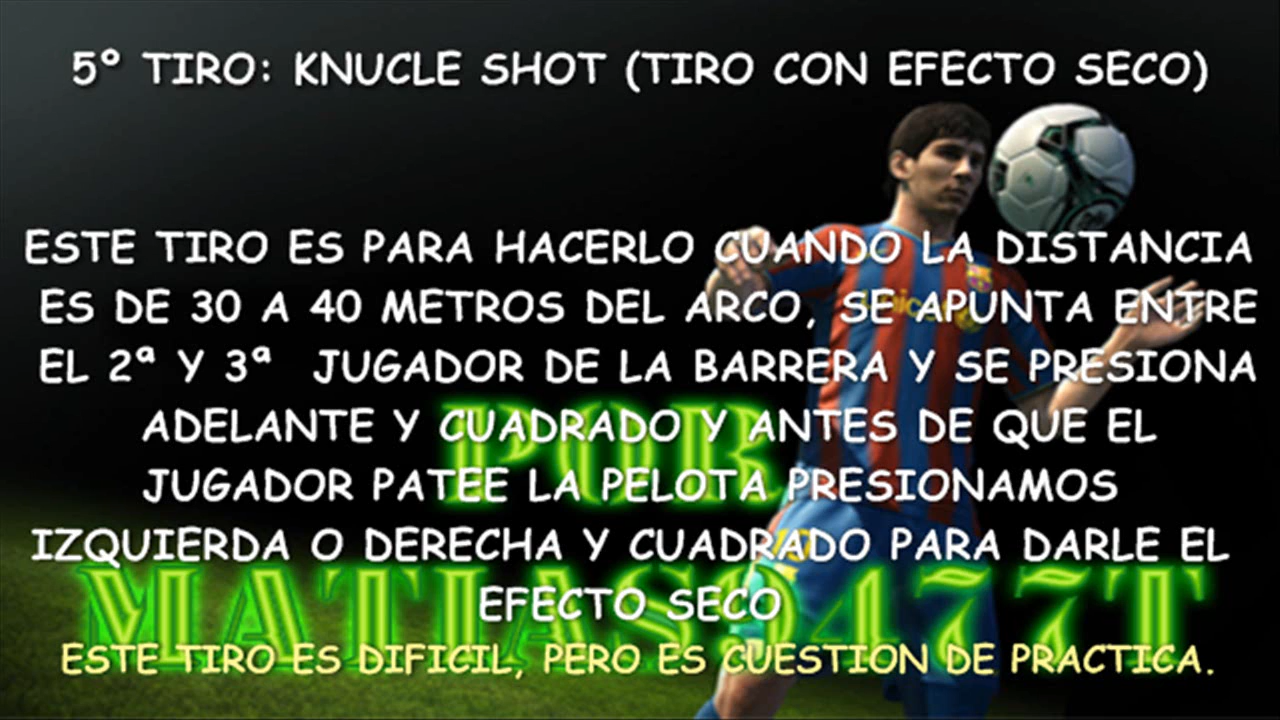 5º TIRO: KNUCLE SHOT (TIRO CON EFECTO SECO)
ESTE TIRO ES PARA HACERLO CUANDO LA DISTANCIA
ES DE 30 A 40 METROS DEL ARCO, SE APUNTA ENTRE
EL 2ª Y 3ª JUGADOR DE LA BARRERA Y SE PRESIONA
ADELANTE Y CUADRADO Y ANTES DE QUE EL
JUGADOR PATEE LA PELOTA PRESIONAMOS
IZQUIERDA O DERECHA Y CUADRADO PARA DARLE EL
EFECTO SECO
ESTE TIRO ES DIFICIL, PERO ES CUESTION DE PRACTICA.
POR
MATIAS9477T